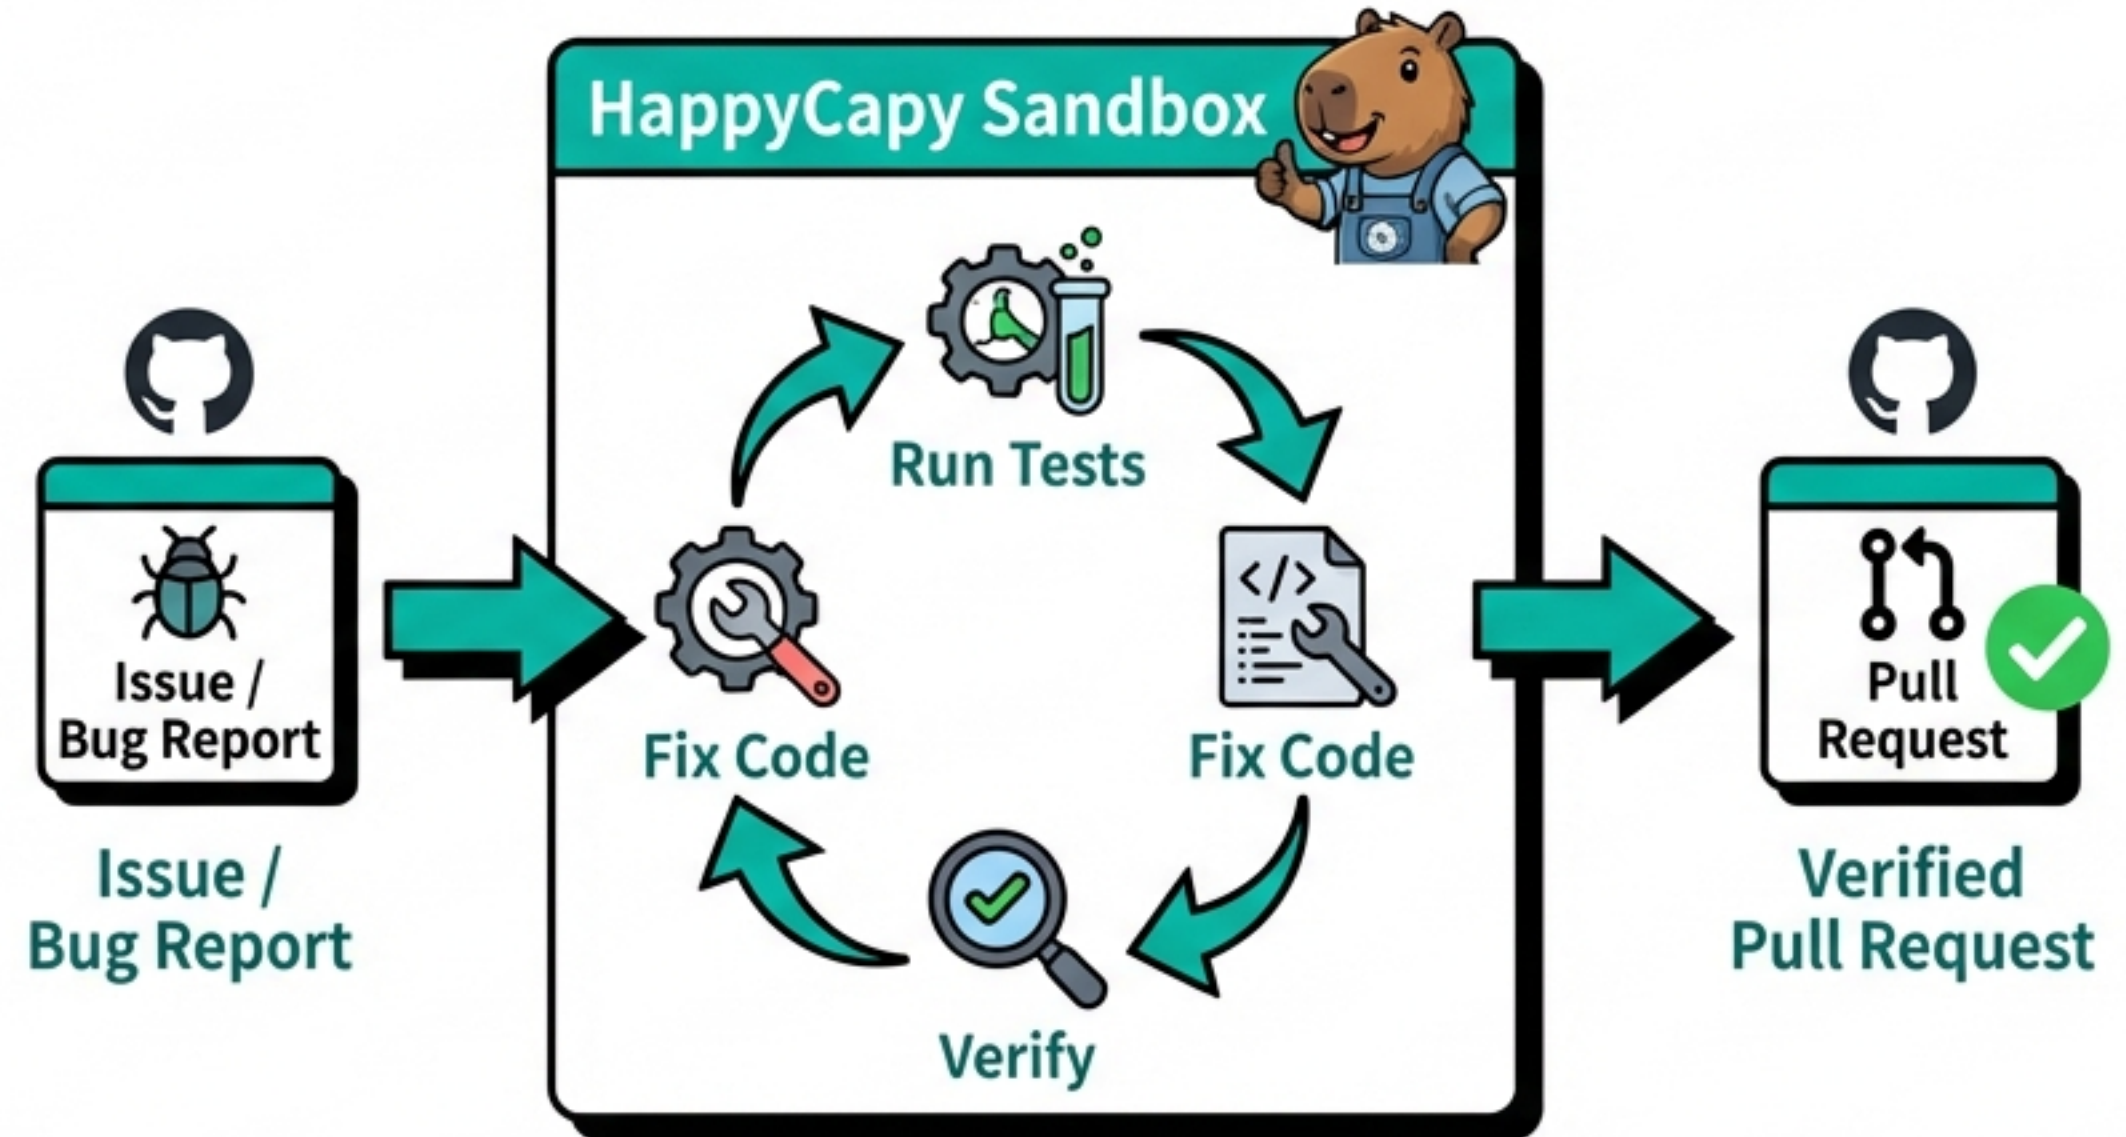 HappyCapy Sandbox
Run Tests
Issue /
Bug Report
Issue /
Bug Report
Fix Code
Fix Code
Verify
</>
Pull
Request
Verified
Pull Request